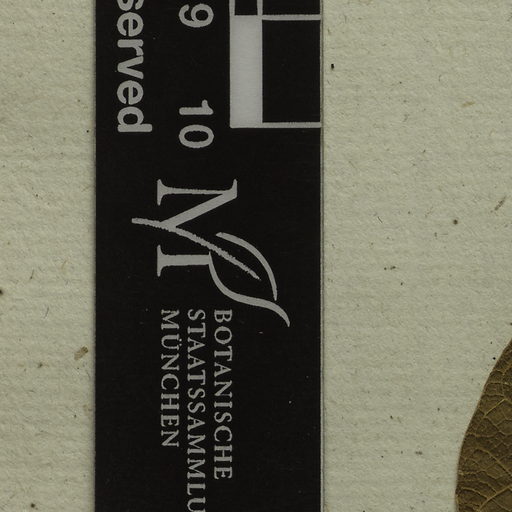 served
9 10
BOTANISCHE
STAATSSAMMLU
MÜNCHEN